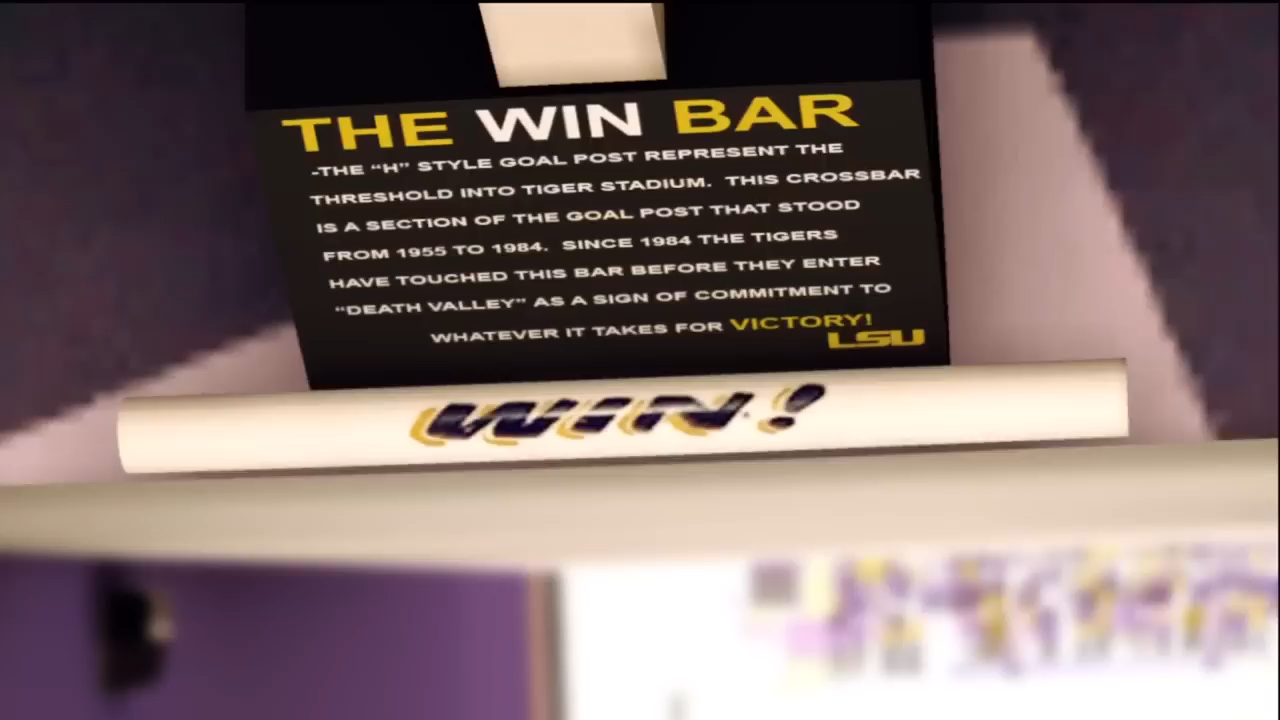 THE WIN BAR
-THE “H” STYLE GOAL POST REPRESENT THE
THRESHOLD INTO TIGER STADIUM. THIS CROSSBAR
IS A SECTION OF THE GOAL POST THAT STOOD
FROM 1955 TO 1984. SINCE 1984 THE TIGERS
HAVE TOUCHED THIS BAR BEFORE THEY ENTER
“DEATH VALLEY” AS A SIGN OF COMMITMENT TO
WHATEVER IT TAKES FOR VICTORY!
LSU
WIN!